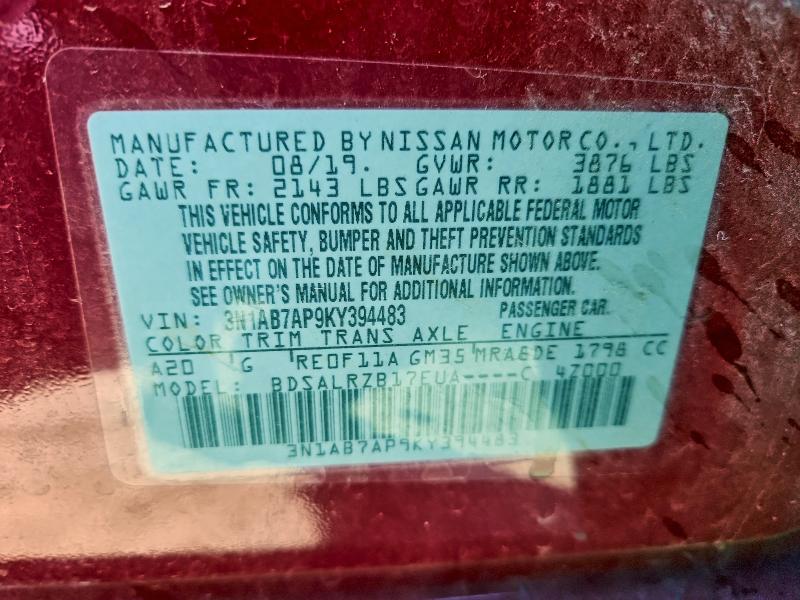 MANUFACTURED BY NISSAN MOTOR CO., LTD.
DATE: 08/19. GVWR: 3876 LBS
GAWR FR: 2143 LBS GAWR RR: 1881 LBS
THIS VEHICLE CONFORMS TO ALL APPLICABLE FEDERAL MOTOR
VEHICLE SAFETY, BUMPER AND THEFT PREVENTION STANDARDS
IN EFFECT ON THE DATE OF MANUFACTURE SHOWN ABOVE.
SEE OWNER'S MANUAL FOR ADDITIONAL INFORMATION.
VIN: 3N1AB7AP9KY394483 PASSENGER CAR.
COLOR TRIM TRANS AXLE ENGINE
A20 G RE0F11A GM35 MRA8DE 1798 CC
MODEL: BDSALRZB17EUA----C 4Z000
3N1AB7AP9KY394483